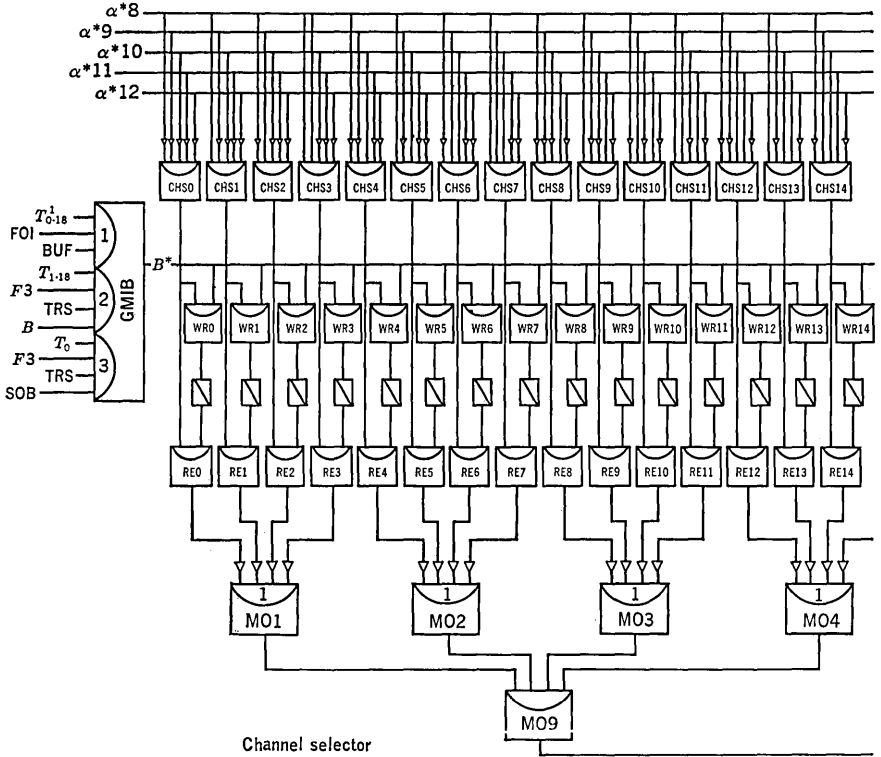 α*8
α*9
α*10
α*11
α*12
CHS0 CHS1 CHS2 CHS3 CHS4 CHS5 CHS6 CHS7 CHS8 CHS9 CHS10 CHS11 CHS12 CHS13 CHS14
T¹₀₋₁₈
FOI
BUF
1
T₁₋₁₈
F3
TRS
B
2
T₀
F3
TRS
SOB
3
GMIB
B*
WR0 WR1 WR2 WR3 WR4 WR5 WR6 WR7 WR8 WR9 WR10 WR11 WR12 WR13 WR14
RE0 RE1 RE2 RE3 RE4 RE5 RE6 RE7 RE8 RE9 RE10 RE11 RE12 RE13 RE14
1 1 1 1
MO1 MO2 MO3 MO4
MO9
Channel selector